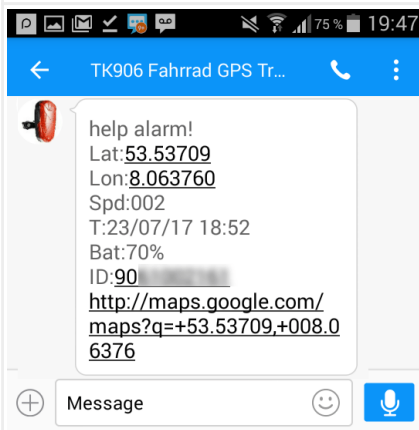 75 % 19:47
TK906 Fahrrad GPS Tr...
help alarm!
Lat:53.53709
Lon:8.063760
Spd:002
T:23/07/17 18:52
Bat:70%
ID:90
http://maps.google.com/
maps?q=+53.53709,+008.0
6376
Message